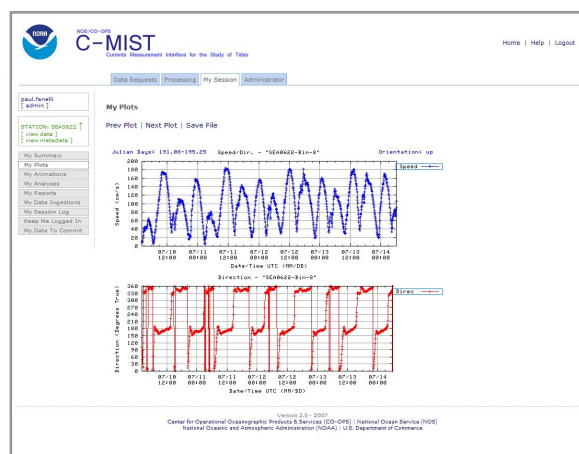 NOAA
NOS/CO-OPS
C-MIST
Currents Measurement Interface for the Study of Tides
Home | Help | Logout
Data Requests Processing My Session Administrator
paul.fanelli
[ admin ]
STATION: SEA0622 ↑
[ view data ]
[ view metadata ]
My Summary
My Plots
My Animations
My Analyses
My Reports
My Data Ingestions
My Session Log
Keep Me Logged In
My Data To Commit
My Plots
Prev Plot | Next Plot | Save File
Julian Days: 191.00-195.25 Speed/Dir. - "SEA0622-Bin-8" Orientation: up
Speed
Speed (cm/s)
200
180
160
140
120
100
80
60
40
20
0
07/10 07/11 07/11 07/12 07/12 07/13 07/13 07/14
12:00 00:00 12:00 00:00 12:00 00:00 12:00 00:00
Date/Time UTC (MM/DD)
Direction - "SEA0622-Bin-8"
Direc
Direction (Degrees True)
360
330
300
270
240
210
180
150
120
90
60
30
0
07/10 07/11 07/11 07/12 07/12 07/13 07/13 07/14
12:00 00:00 12:00 00:00 12:00 00:00 12:00 00:00
Date/Time UTC (MM/DD)
Version 2.0 - 2007
Center for Operational Oceanographic Products & Services (CO-OPS) | National Ocean Service (NOS)
National Oceanic and Atmospheric Administration (NOAA) | U.S. Department of Commerce